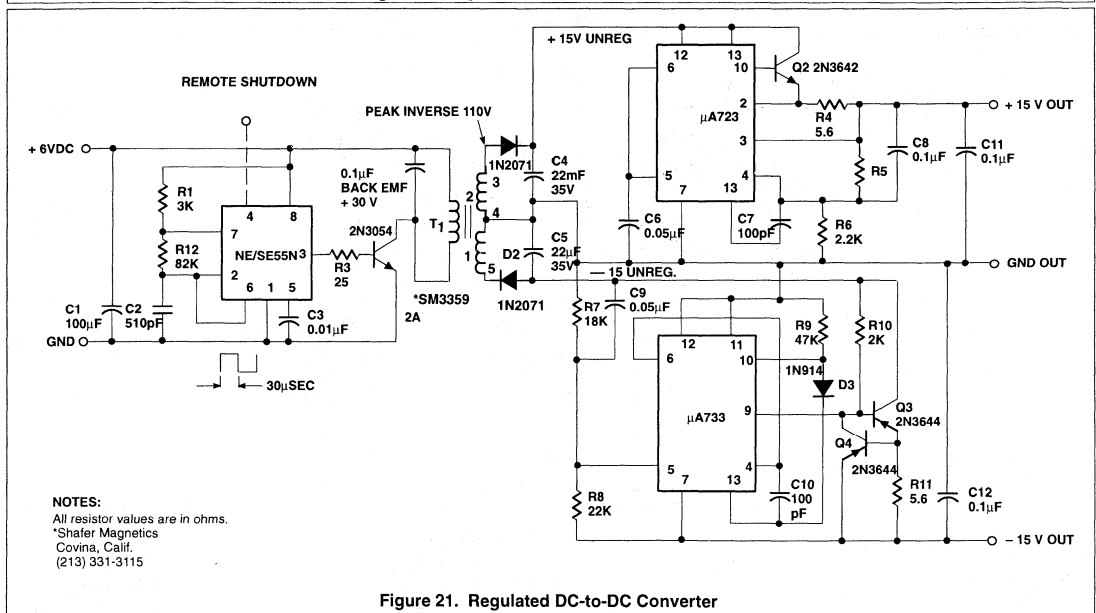 REMOTE SHUTDOWN
+ 6VDC
R1
3K
R12
82K
C1
100µF
C2
510pF
GND
4
8
7
NE/SE55N
3
2
6
1
5
C3
0.01µF
30µSEC
R3
25
2N3054
2A
0.1µF
BACK EMF
+ 30 V
PEAK INVERSE 110V
T1
*SM3359
2
3
4
1
5
1N2071
C4
22mF
35V
C5
22µF
35V
D2
1N2071
+ 15V UNREG
— 15 UNREG.
12
13
6
10
Q2 2N3642
2
µA723
3
4
5
7
13
R4
5.6
R5
C8
0.1µF
C11
0.1µF
+ 15 V OUT
C6
0.05µF
C7
100pF
R6
2.2K
GND OUT
R7
18K
C9
0.05µF
12
11
6
10
µA733
9
5
4
7
13
R9
47K
1N914
D3
R10
2K
Q3
2N3644
Q4
2N3644
R8
22K
C10
100
pF
R11
5.6
C12
0.1µF
– 15 V OUT
NOTES:
All resistor values are in ohms.
*Shafer Magnetics
Covina, Calif.
(213) 331-3115
Figure 21. Regulated DC-to-DC Converter